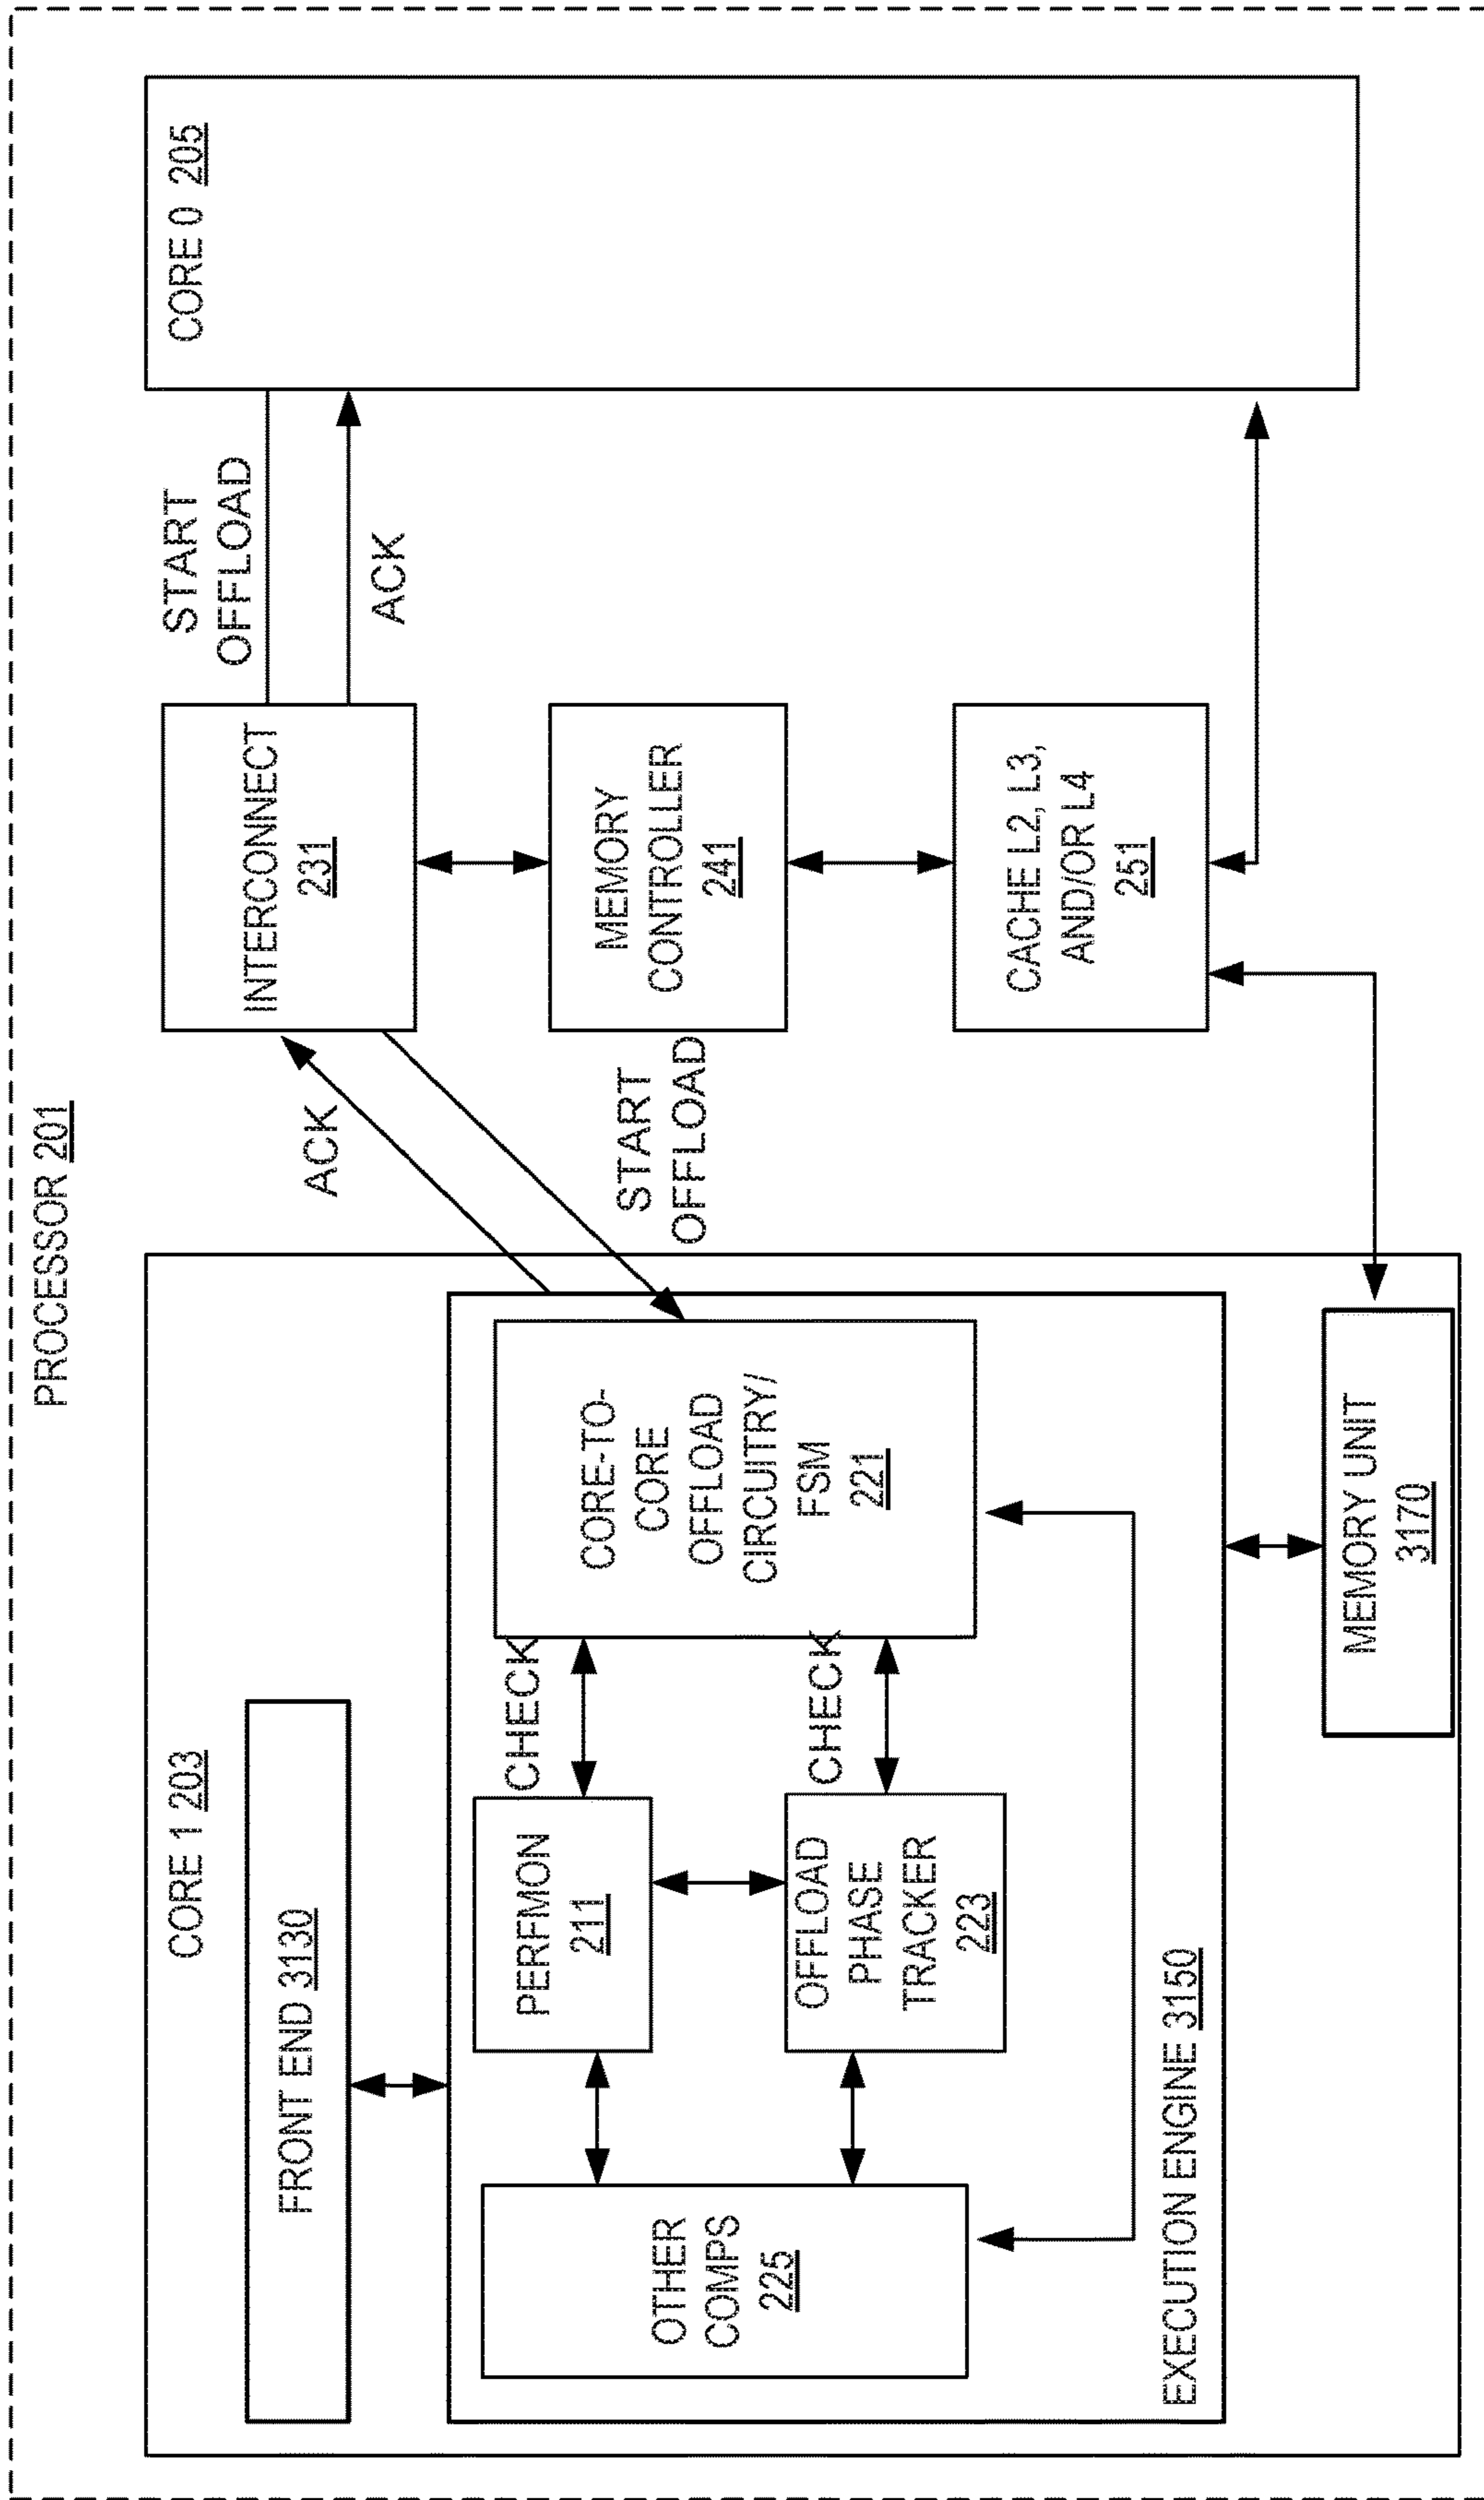 PROCESSOR 201
CORE 1 203
FRONT END 3130
OTHER
COMPS
225
PERFMON
211
OFFLOAD
PHASE
TRACKER
223
CHECK
CHECK
CORE-TO-
CORE
OFFLOAD
CIRCUITRY/
FSM
221
EXECUTION ENGINE 3150
MEMORY UNIT
3170
ACK
START
OFFLOAD
INTERCONNECT
231
MEMORY
CONTROLLER
241
CACHE L2, L3,
AND/OR L4
251
START
OFFLOAD
ACK
CORE 0 205